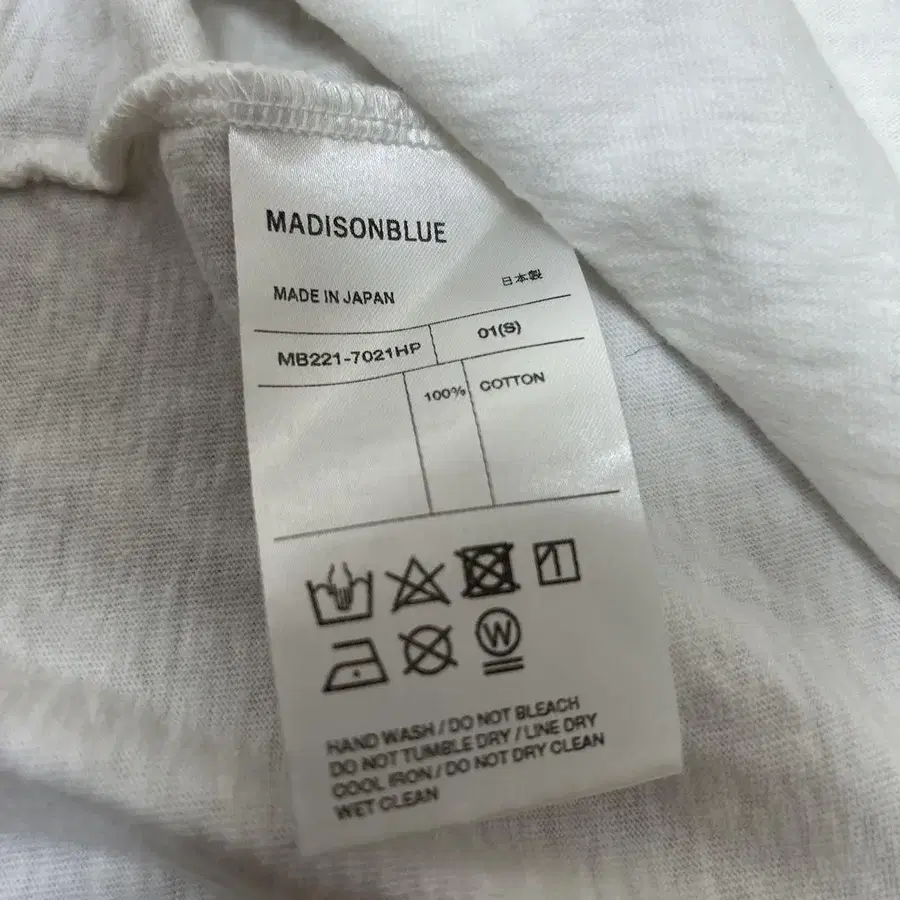 MADISONBLUE
MADE IN JAPAN 日本製
MB221-7021HP 01(S)
100% COTTON
W
HAND WASH / DO NOT BLEACH
DO NOT TUMBLE DRY / LINE DRY
COOL IRON / DO NOT DRY CLEAN
WET CLEAN